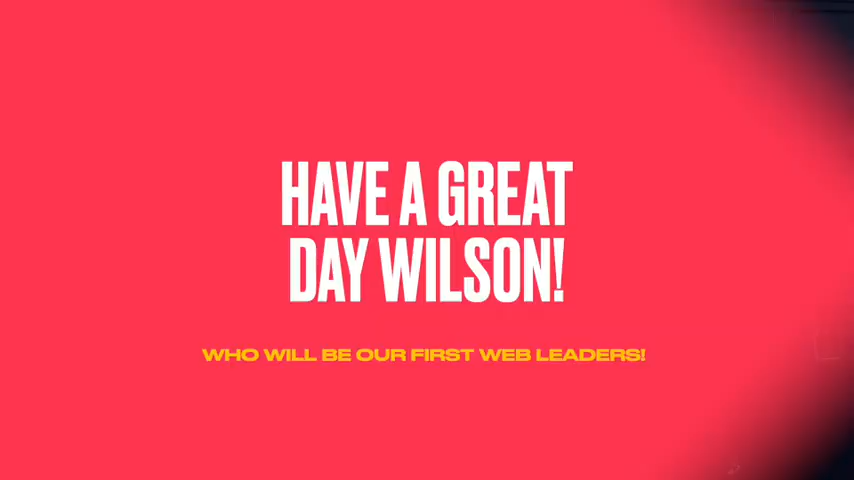 HAVE A GREAT
DAY WILSON!
WHO WILL BE OUR FIRST WEB LEADERS!